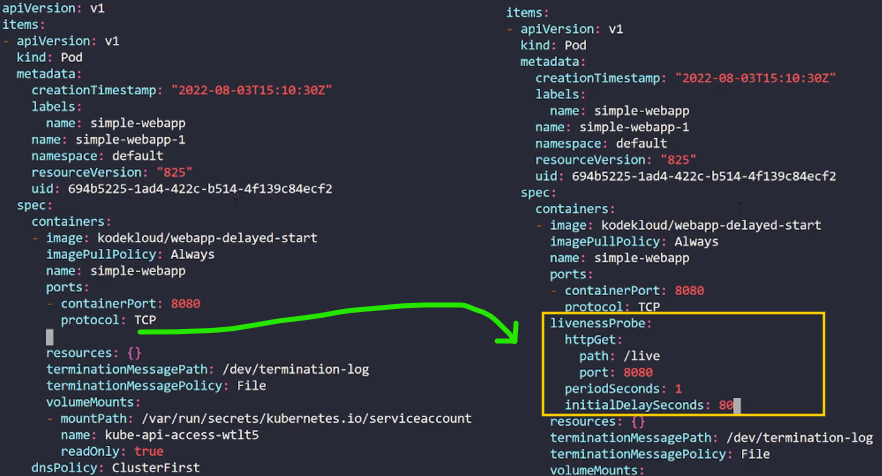 apiVersion: v1
items:
- apiVersion: v1
  kind: Pod
  metadata:
    creationTimestamp: "2022-08-03T15:10:30Z"
    labels:
      name: simple-webapp
    name: simple-webapp-1
    namespace: default
    resourceVersion: "825"
    uid: 694b5225-1ad4-422c-b514-4f139c84ecf2
  spec:
    containers:
    - image: kodekloud/webapp-delayed-start
      imagePullPolicy: Always
      name: simple-webapp
      ports:
      - containerPort: 8080
        protocol: TCP
      resources: {}
      terminationMessagePath: /dev/termination-log
      terminationMessagePolicy: File
      volumeMounts:
      - mountPath: /var/run/secrets/kubernetes.io/serviceaccount
        name: kube-api-access-wtlt5
        readOnly: true
    dnsPolicy: ClusterFirst
items:
- apiVersion: v1
  kind: Pod
  metadata:
    creationTimestamp: "2022-08-03T15:10:30Z"
    labels:
      name: simple-webapp
    name: simple-webapp-1
    namespace: default
    resourceVersion: "825"
    uid: 694b5225-1ad4-422c-b514-4f139c84ecf2
  spec:
    containers:
    - image: kodekloud/webapp-delayed-start
      imagePullPolicy: Always
      name: simple-webapp
      ports:
      - containerPort: 8080
        protocol: TCP
      livenessProbe:
        httpGet:
          path: /live
          port: 8080
        periodSeconds: 1
        initialDelaySeconds: 80
      resources: {}
      terminationMessagePath: /dev/termination-log
      terminationMessagePolicy: File
      volumeMounts: